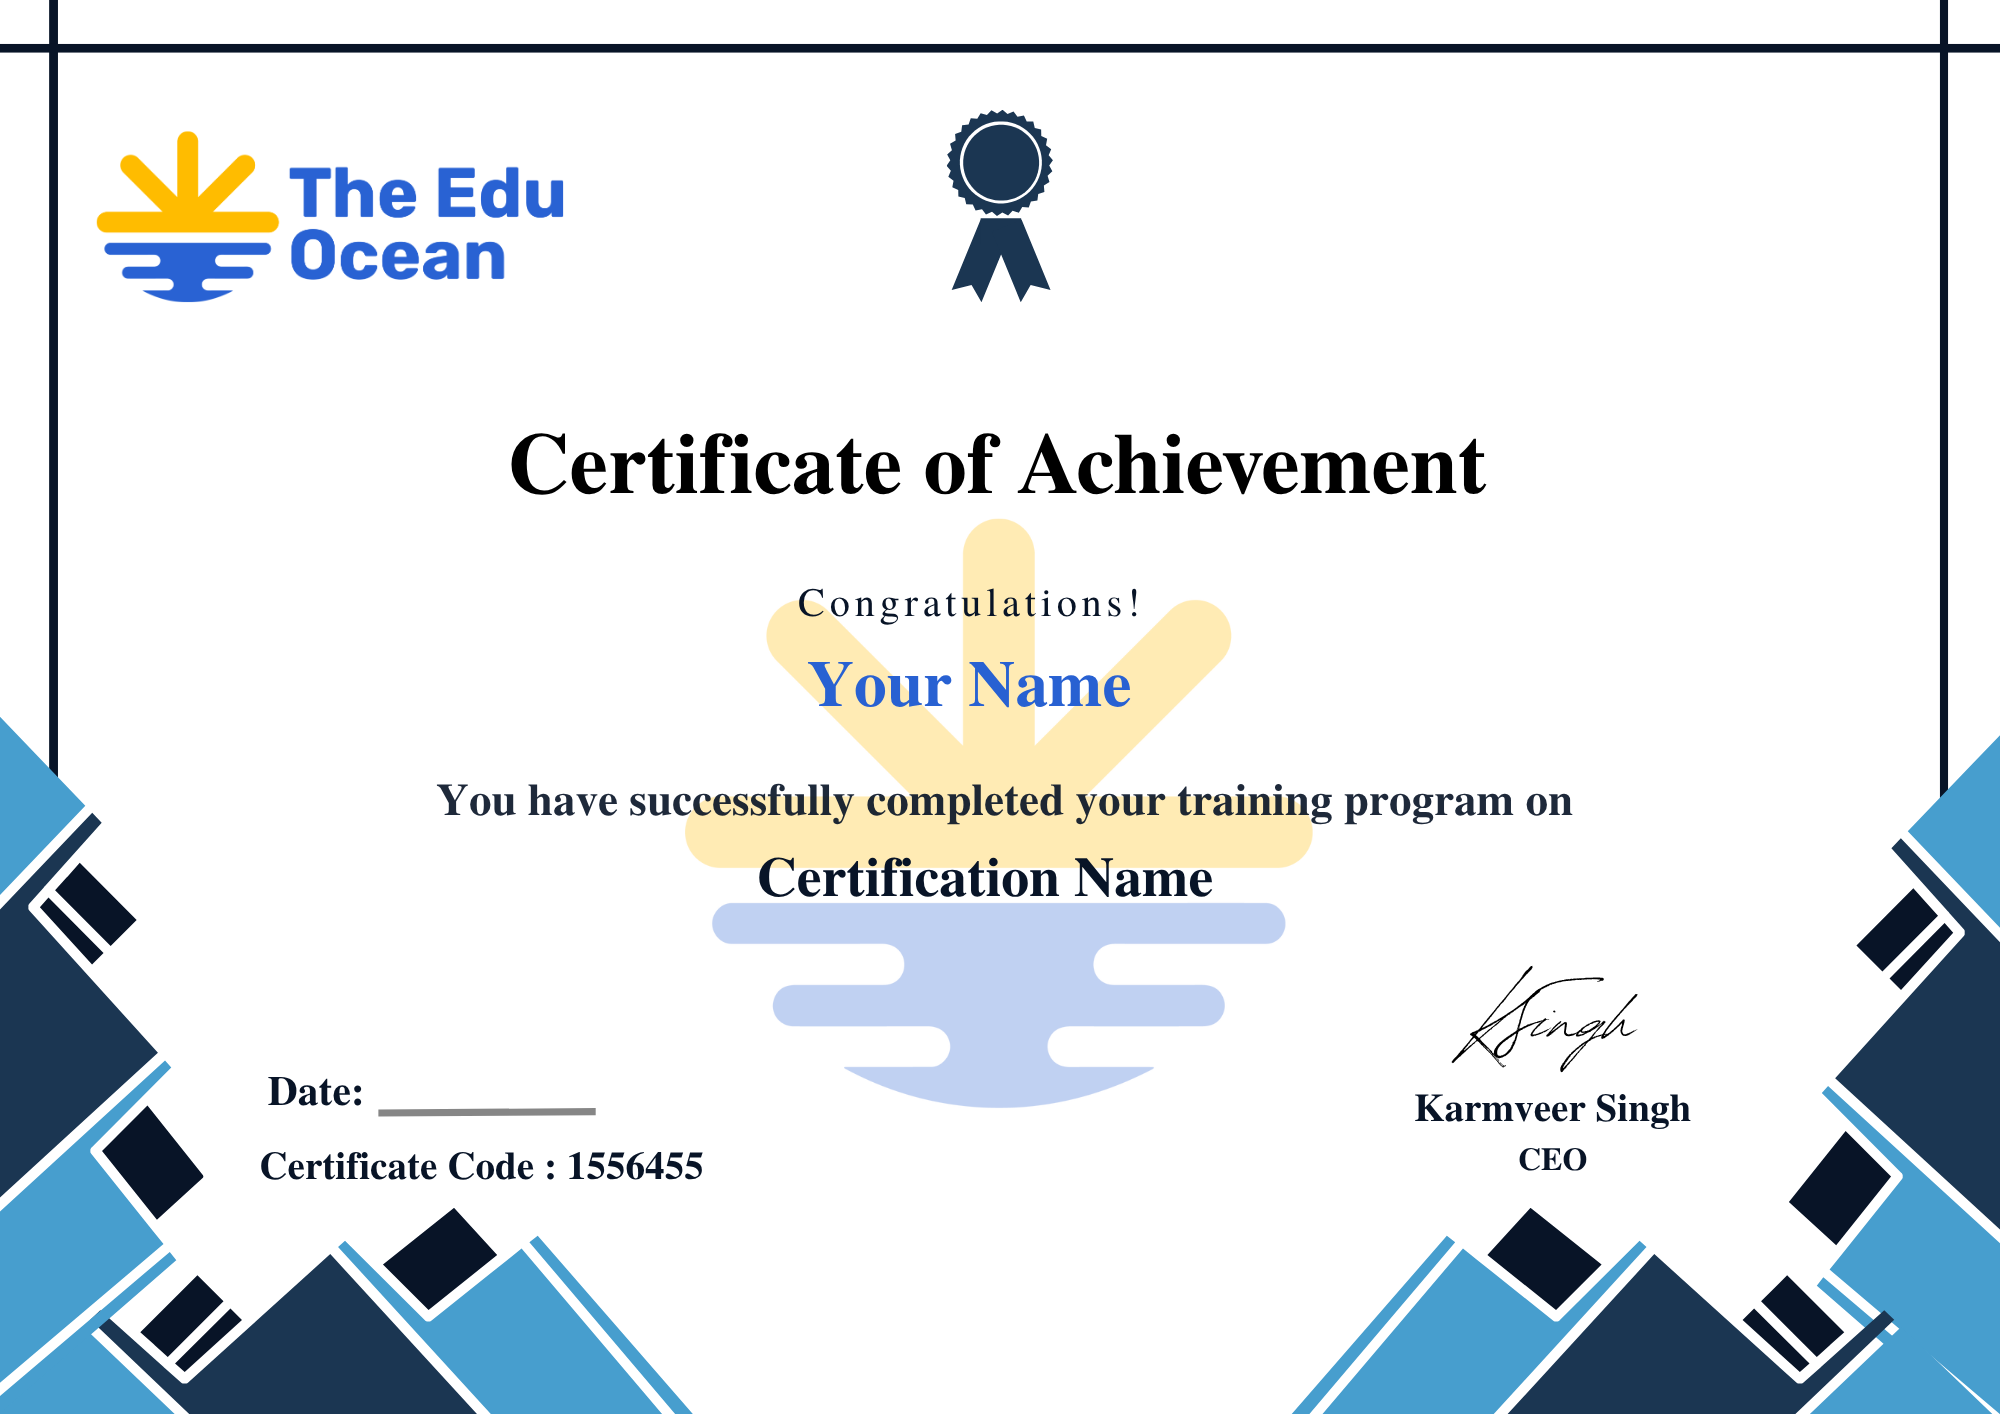 The Edu
Ocean
Certificate of Achievement
Congratulations!
Your Name
You have successfully completed your training program on
Certification Name
KSingh
Date:
Karmveer Singh
CEO
Certificate Code : 1556455